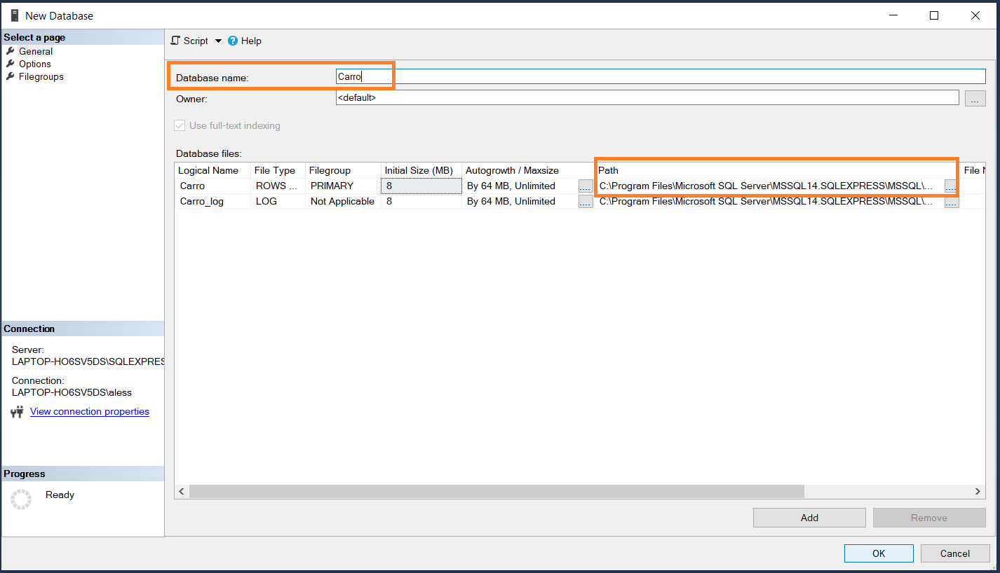 New Database
Select a page
General
Options
Filegroups
Script Help
Database name: Carro
Owner: <default>
...
Use full-text indexing
Database files:
Logical Name File Type Filegroup Initial Size (MB) Autogrowth / Maxsize Path File N
Carro ROWS ... PRIMARY 8 By 64 MB, Unlimited .... C:\Program Files\Microsoft SQL Server\MSSQL14.SQLEXPRESS\MSSQL\... ....
Carro_log LOG Not Applicable 8 By 64 MB, Unlimited .... C:\Program Files\Microsoft SQL Server\MSSQL14.SQLEXPRESS\MSSQL\... ....
Connection
Server:
LAPTOP-HO6SV5DS\SQLEXPRES
Connection:
LAPTOP-HO6SV5DS\aless
View connection properties
Progress
Ready
Add Remove
OK Cancel